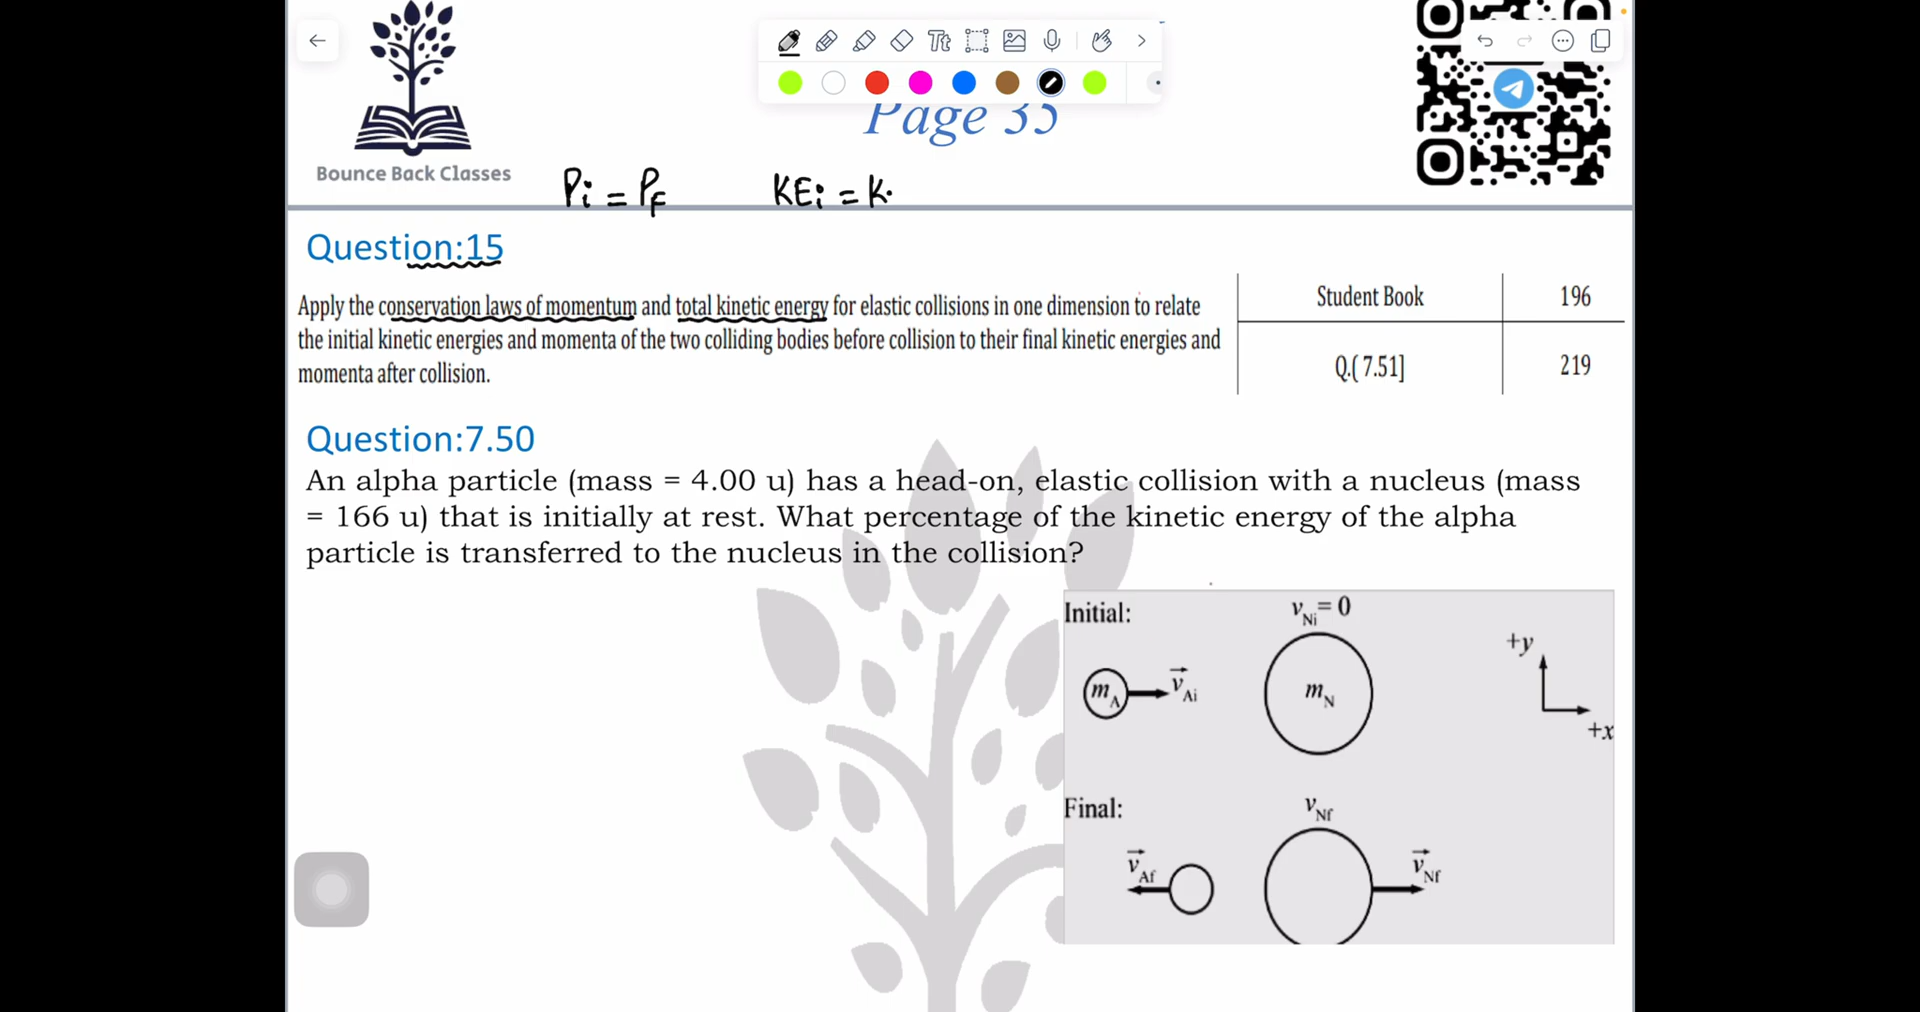 Tt
Page 35
Bounce Back Classes
Pi = PF KEi = K
Question:15
Apply the conservation laws of momentum and total kinetic energy for elastic collisions in one dimension to relate
the initial kinetic energies and momenta of the two colliding bodies before collision to their final kinetic energies and
momenta after collision.
Student Book 196
Q.( 7.51] 219
Question:7.50
An alpha particle (mass = 4.00 u) has a head-on, elastic collision with a nucleus (mass
= 166 u) that is initially at rest. What percentage of the kinetic energy of the alpha
particle is transferred to the nucleus in the collision?
Initial:
vNi = 0
mA
vAi
mN
+y
+x
Final:
vNf
vAf
vNf